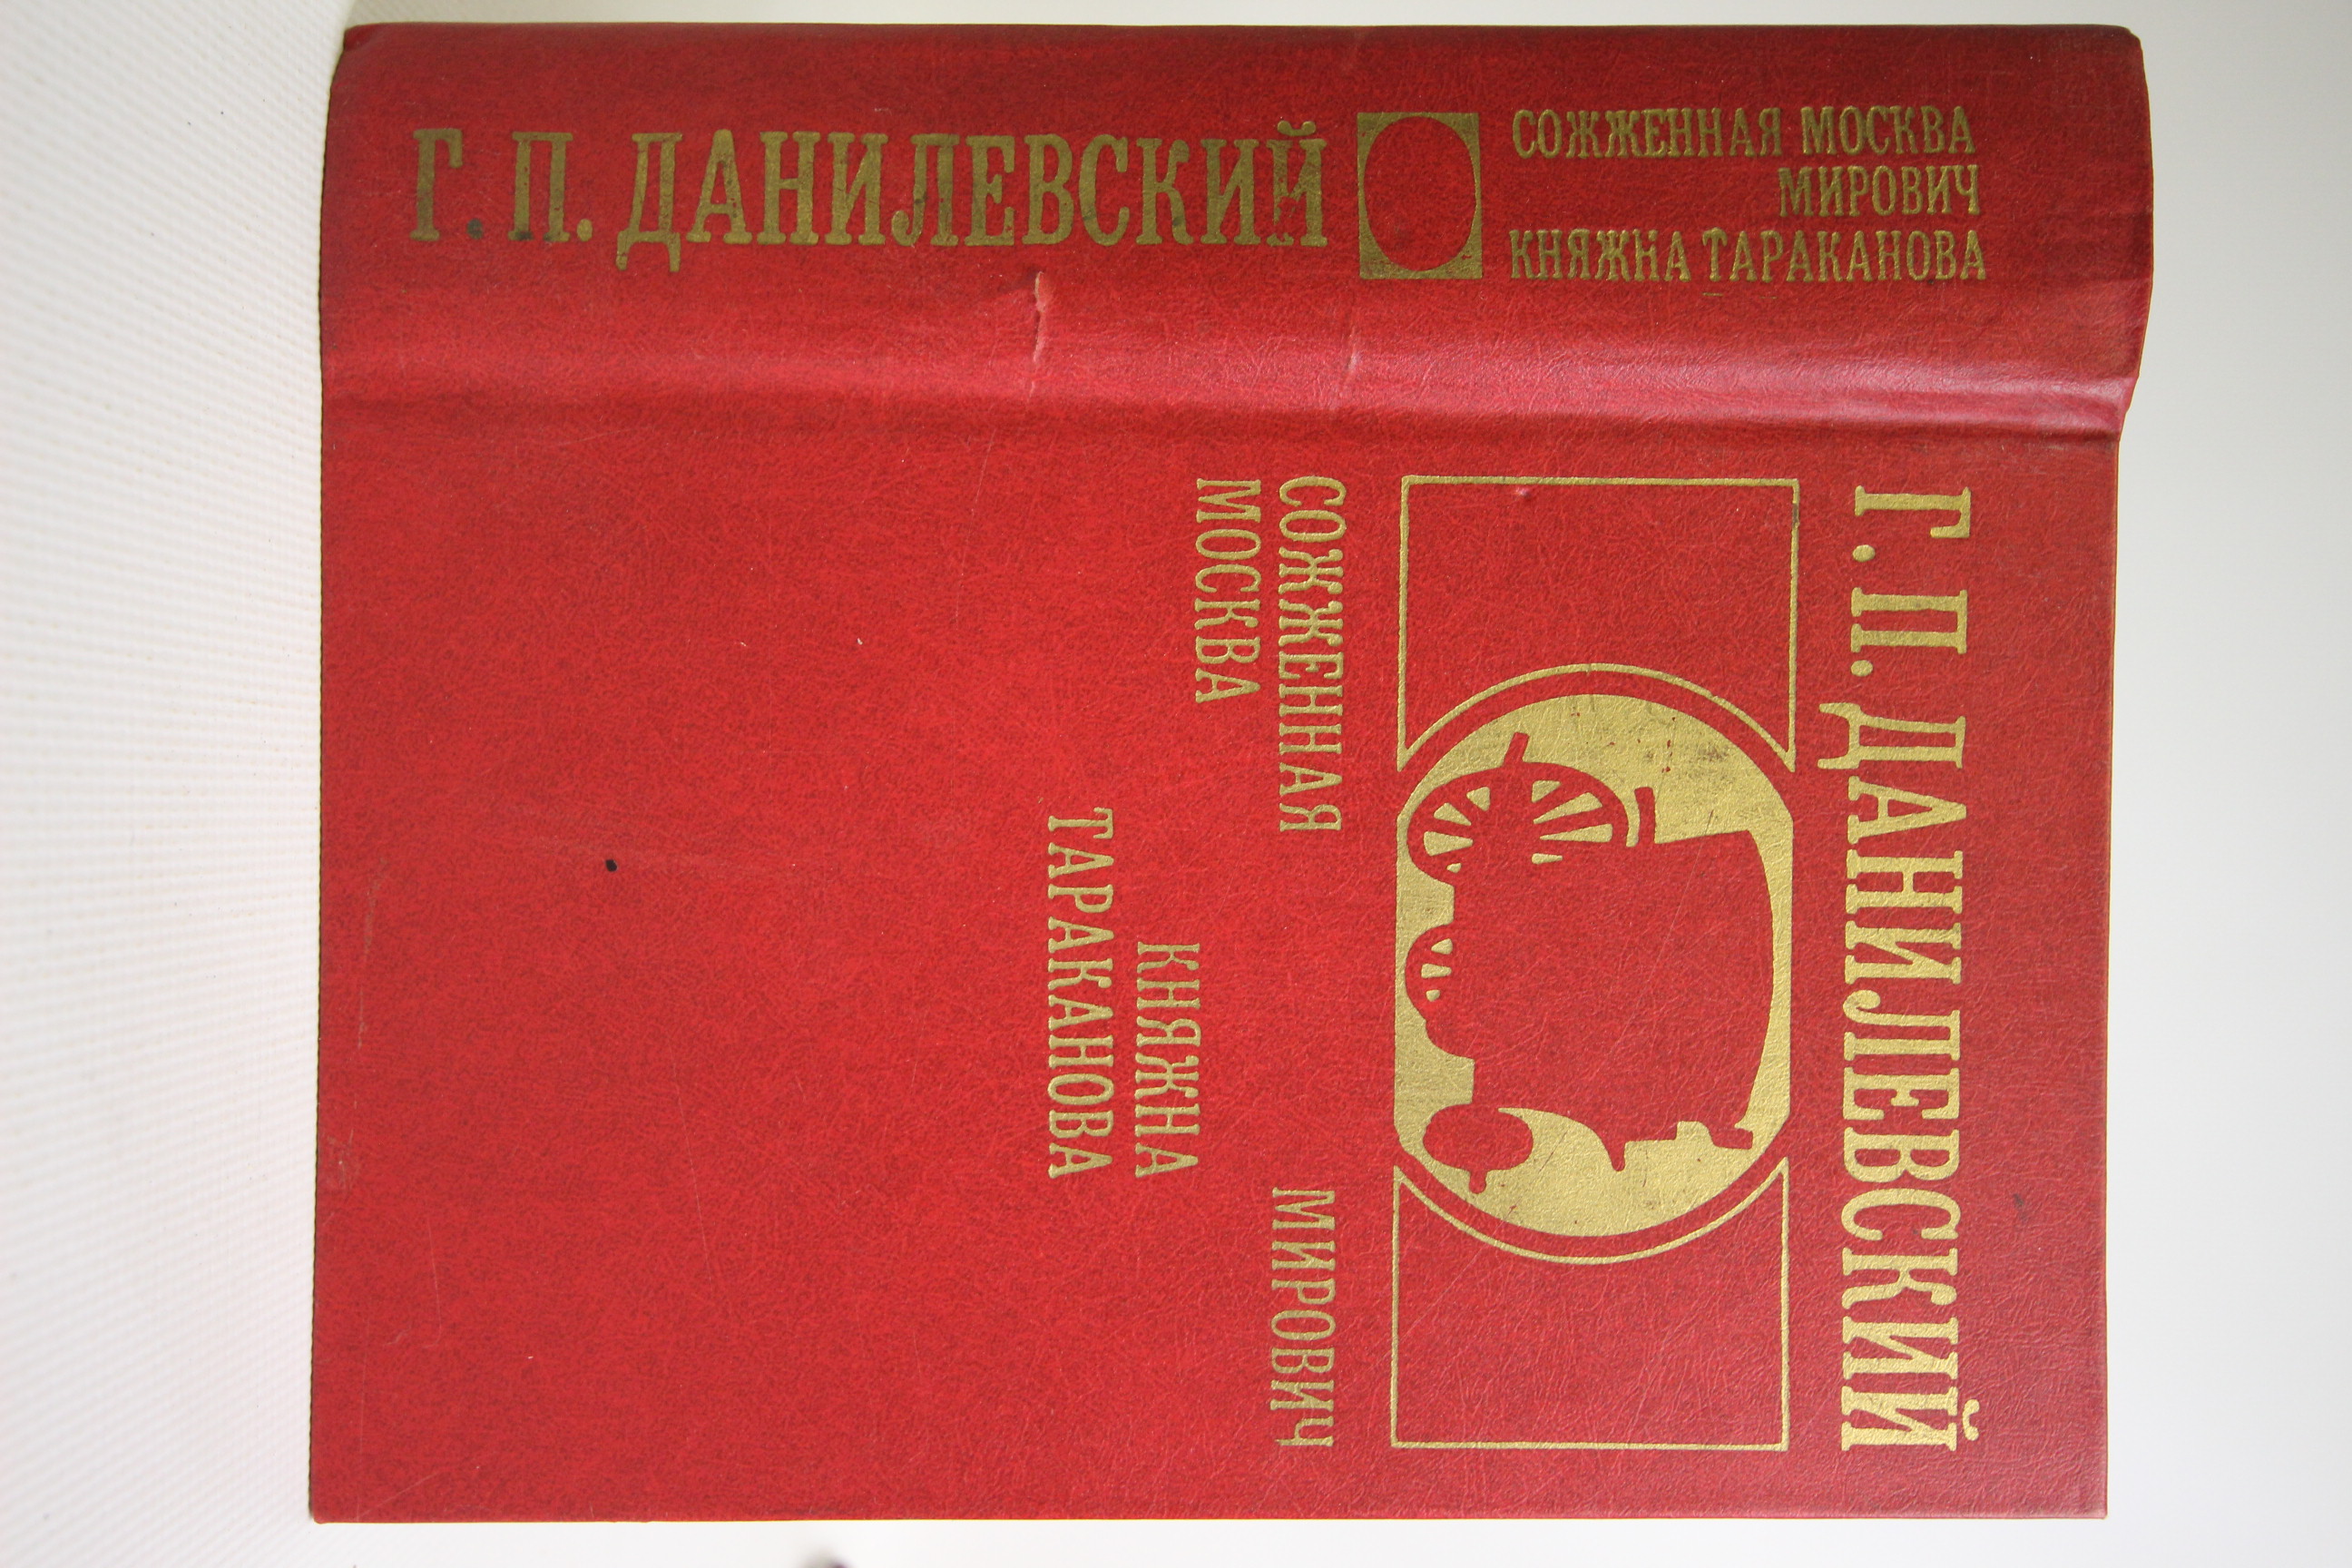 Г. П. ДАНИЛЕВСКИЙ
СОЖЖЕННАЯ МОСКВА
МИРОВИЧ
КНЯЖНА ТАРАКАНОВА
Г. П. ДАНИЛЕВСКИЙ
СОЖЖЕННАЯ
МОСКВА
МИРОВИЧ
КНЯЖНА
ТАРАКАНОВА